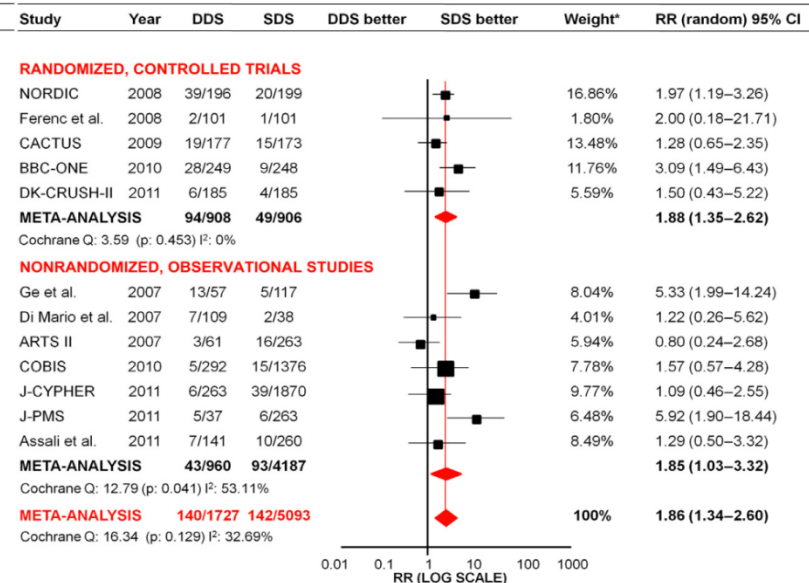 Study Year DDS SDS DDS better SDS better Weight* RR (random) 95% CI
RANDOMIZED, CONTROLLED TRIALS
NORDIC 2008 39/196 20/199 16.86% 1.97 (1.19–3.26)
Ferenc et al. 2008 2/101 1/101 1.80% 2.00 (0.18–21.71)
CACTUS 2009 19/177 15/173 13.48% 1.28 (0.65–2.35)
BBC-ONE 2010 28/249 9/248 11.76% 3.09 (1.49–6.43)
DK-CRUSH-II 2011 6/185 4/185 5.59% 1.50 (0.43–5.22)
META-ANALYSIS 94/908 49/906 1.88 (1.35–2.62)
Cochrane Q: 3.59 (p: 0.453) I²: 0%
NONRANDOMIZED, OBSERVATIONAL STUDIES
Ge et al. 2007 13/57 5/117 8.04% 5.33 (1.99–14.24)
Di Mario et al. 2007 7/109 2/38 4.01% 1.22 (0.26–5.62)
ARTS II 2007 3/61 16/263 5.94% 0.80 (0.24–2.68)
COBIS 2010 5/292 15/1376 7.78% 1.57 (0.57–4.28)
J-CYPHER 2011 6/263 39/1870 9.77% 1.09 (0.46–2.55)
J-PMS 2011 5/37 6/263 6.48% 5.92 (1.90–18.44)
Assali et al. 2011 7/141 10/260 8.49% 1.29 (0.50–3.32)
META-ANALYSIS 43/960 93/4187 1.85 (1.03–3.32)
Cochrane Q: 12.79 (p: 0.041) I²: 53.11%
META-ANALYSIS 140/1727 142/5093 100% 1.86 (1.34–2.60)
Cochrane Q: 16.34 (p: 0.129) I²: 32.69%
0.01 0.1 1 10 100 1000
RR (LOG SCALE)